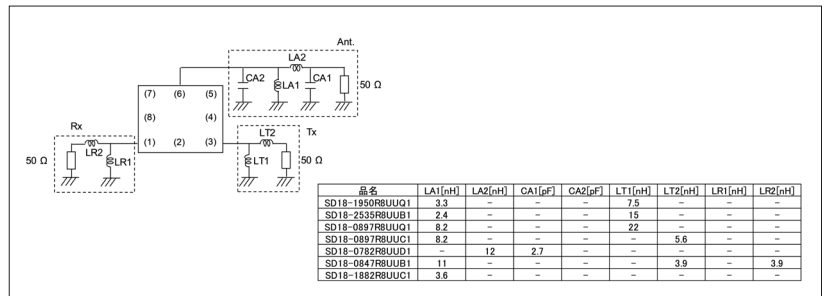 Ant.
LA2
CA2
LA1
CA1
50 Ω
(7) (6) (5)
(8) (4)
(1) (2) (3)
Rx
LR2
LR1
50 Ω
Tx
LT2
LT1
50 Ω
品名 LA1[nH] LA2[nH] CA1[pF] CA2[pF] LT1[nH] LT2[nH] LR1[nH] LR2[nH]
SD18-1950R8UUQ1 3.3 - - - 7.5 - - -
SD18-2535R8UUB1 2.4 - - - 15 - - -
SD18-0897R8UUQ1 8.2 - - - 22 - - -
SD18-0897R8UUC1 8.2 - - - - 5.6 - -
SD18-0782R8UUD1 - 12 2.7 - - - - -
SD18-0847R8UUB1 11 - - - - 3.9 - 3.9
SD18-1882R8UUC1 3.6 - - - - - - -